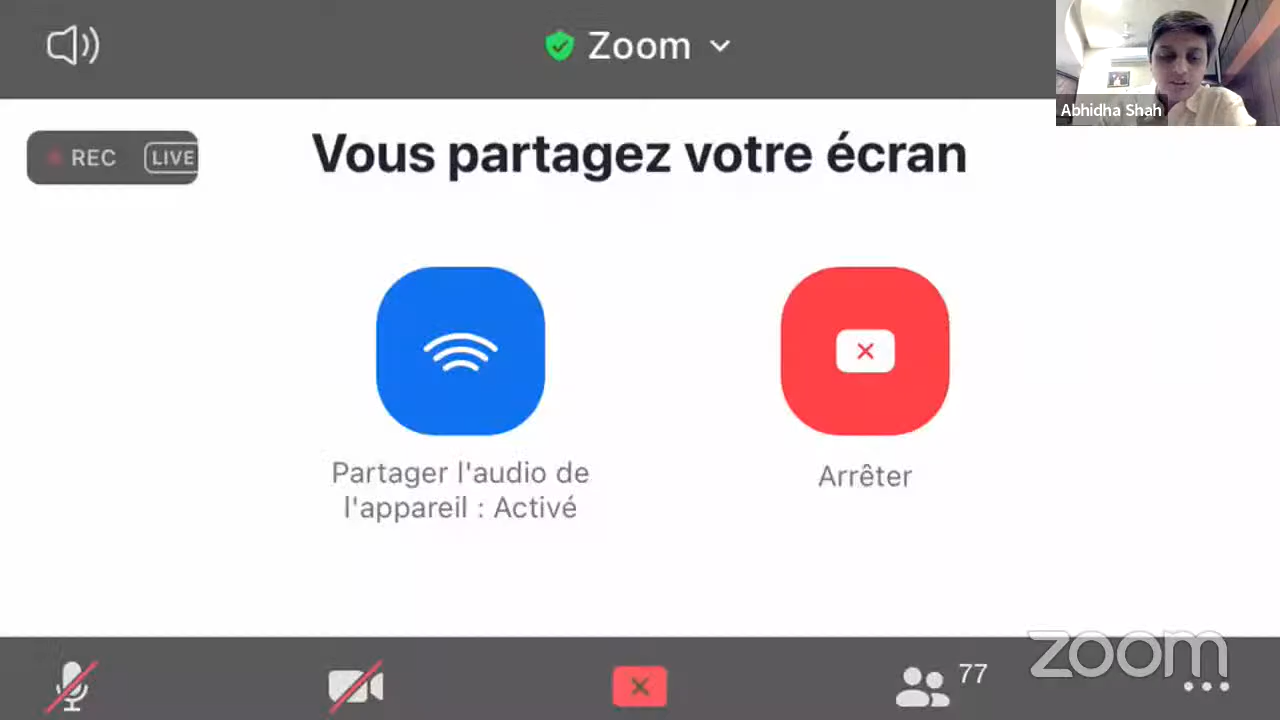 Zoom
Abhidha Shah
REC LIVE
Vous partagez votre écran
Partager l'audio de
l'appareil : Activé
Arrêter
77
zoom